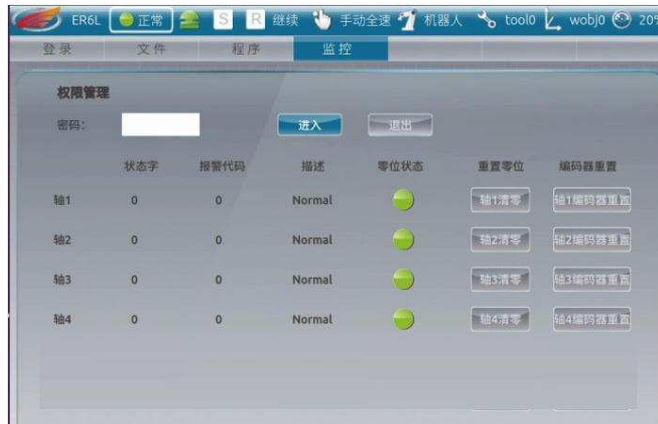 ER6L 正常 S R 继续 手动全速 机器人 tool0 wobj0 20%
登录 文件 程序 监控
权限管理
密码: 进入 退出
状态字 报警代码 描述 零位状态 重置零位 编码器重置
轴1 0 0 Normal 轴1清零 轴1编码器重置
轴2 0 0 Normal 轴2清零 轴2编码器重置
轴3 0 0 Normal 轴3清零 轴3编码器重置
轴4 0 0 Normal 轴4清零 轴4编码器重置